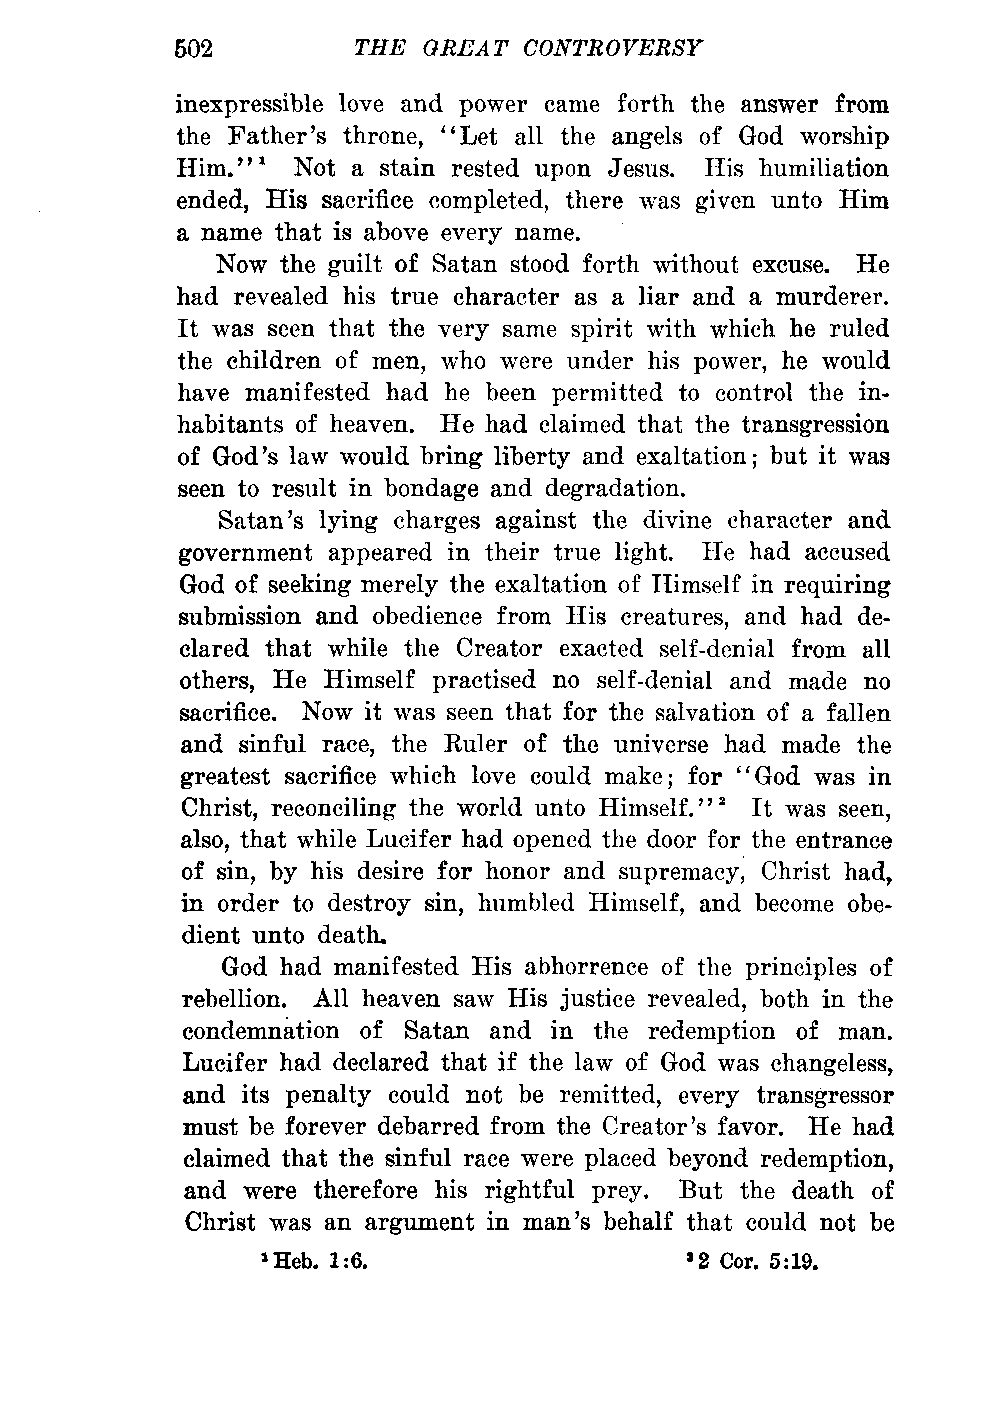 502 THE GREAT CONTROVERSY
inexpressible love and power came forth the answer from
the Father's throne, "Let all the angels of God worship
Him."¹ Not a stain rested upon Jesus. His humiliation
ended, His sacrifice completed, there was given unto Him
a name that is above every name.
Now the guilt of Satan stood forth without excuse. He
had revealed his true character as a liar and a murderer.
It was seen that the very same spirit with which he ruled
the children of men, who were under his power, he would
have manifested had he been permitted to control the in-
habitants of heaven. He had claimed that the transgression
of God's law would bring liberty and exaltation; but it was
seen to result in bondage and degradation.
Satan's lying charges against the divine character and
government appeared in their true light. He had accused
God of seeking merely the exaltation of Himself in requiring
submission and obedience from His creatures, and had de-
clared that while the Creator exacted self-denial from all
others, He Himself practised no self-denial and made no
sacrifice. Now it was seen that for the salvation of a fallen
and sinful race, the Ruler of the universe had made the
greatest sacrifice which love could make; for "God was in
Christ, reconciling the world unto Himself."² It was seen,
also, that while Lucifer had opened the door for the entrance
of sin, by his desire for honor and supremacy, Christ had,
in order to destroy sin, humbled Himself, and become obe-
dient unto death.
God had manifested His abhorrence of the principles of
rebellion. All heaven saw His justice revealed, both in the
condemnation of Satan and in the redemption of man.
Lucifer had declared that if the law of God was changeless,
and its penalty could not be remitted, every transgressor
must be forever debarred from the Creator's favor. He had
claimed that the sinful race were placed beyond redemption,
and were therefore his rightful prey. But the death of
Christ was an argument in man's behalf that could not be
¹ Heb. 1:6. ² 2 Cor. 5:19.